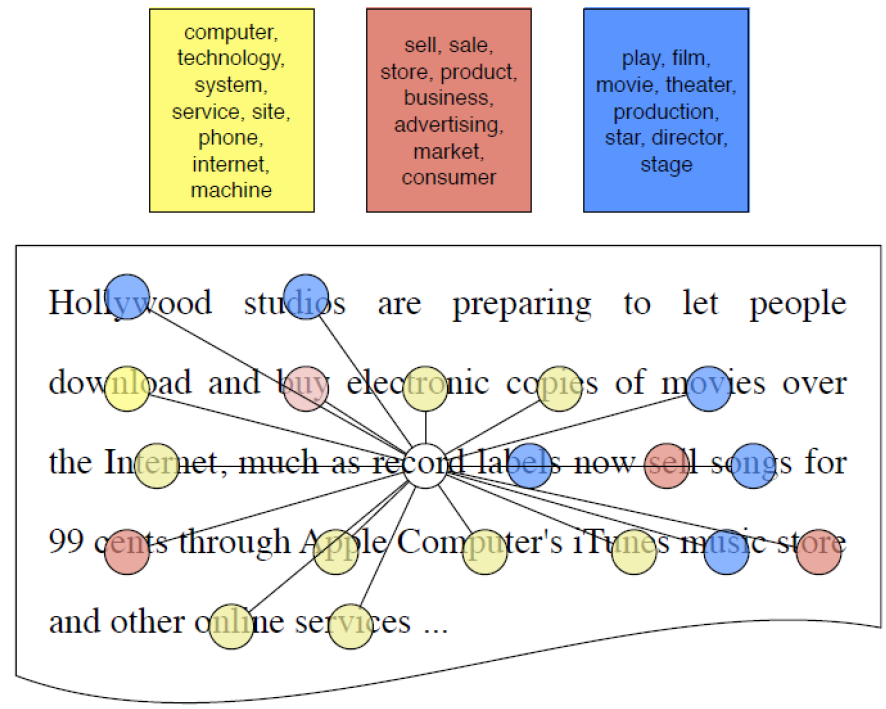 computer,
technology,
system,
service, site,
phone,
internet,
machine
sell, sale,
store, product,
business,
advertising,
market,
consumer
play, film,
movie, theater,
production,
star, director,
stage
Hollywood studios are preparing to let people
download and buy electronic copies of movies over
the Internet, much as record labels now sell songs for
99 cents through Apple Computer's iTunes music store
and other online services ...